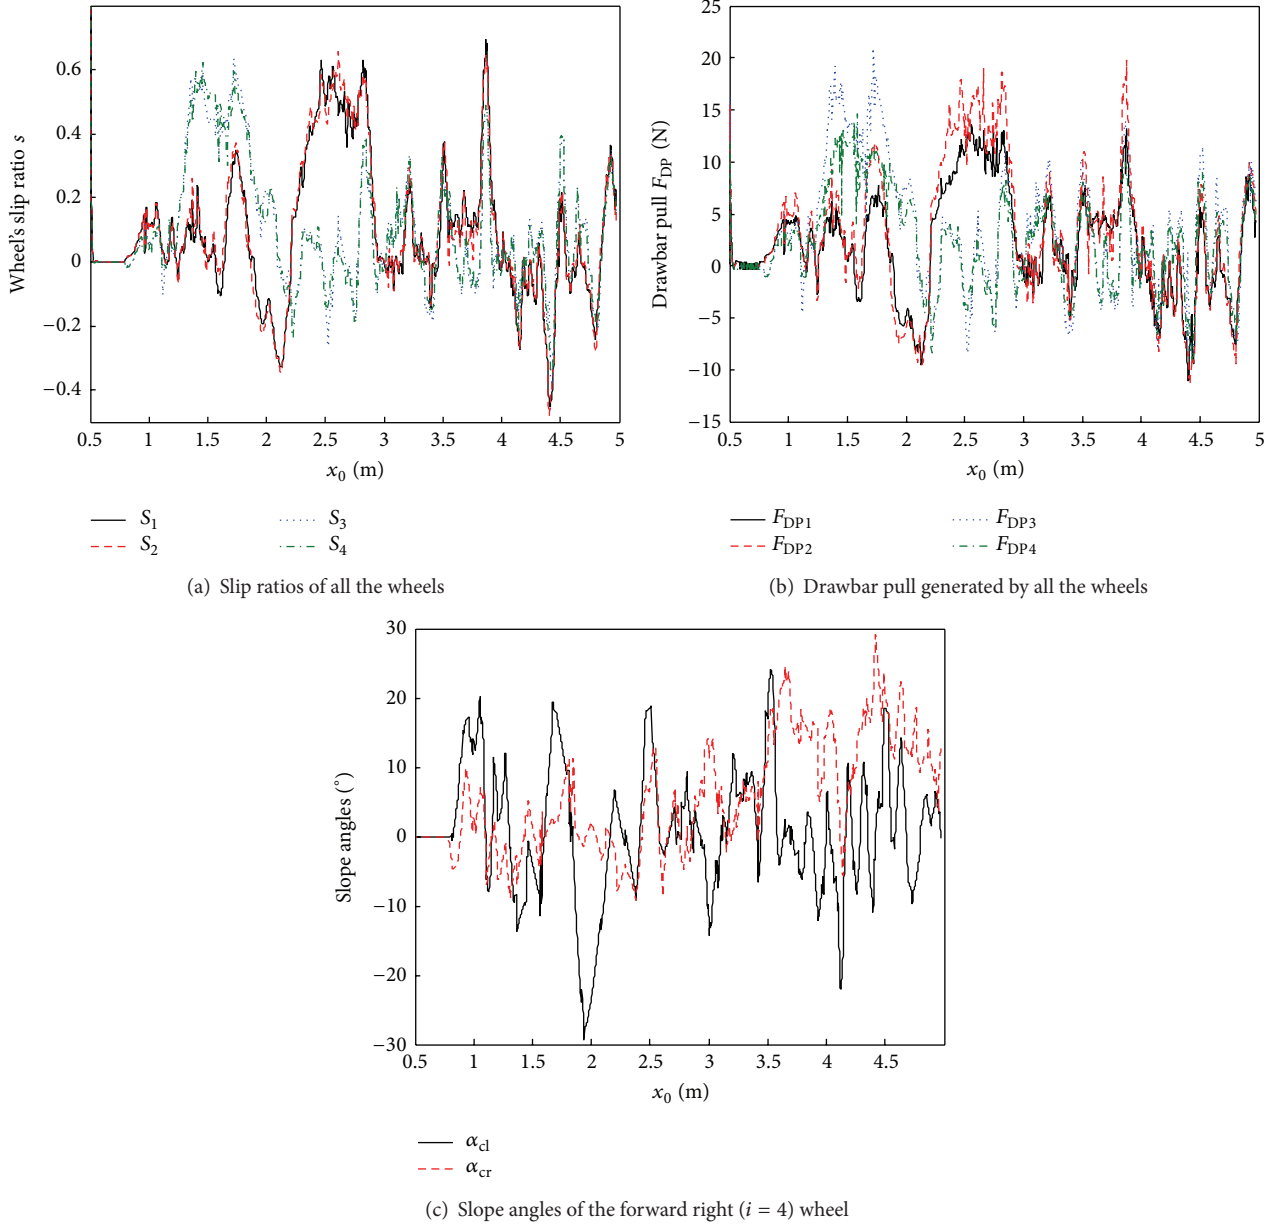 Wheel's slip ratio s
0.6
0.4
0.2
0
−0.2
−0.4
0.5 1 1.5 2 2.5 3 3.5 4 4.5 5
x0 (m)
S1
S2
S3
S4
(a) Slip ratios of all the wheels
Drawbar pull FDP (N)
25
20
15
10
5
0
−5
−10
−15
0.5 1 1.5 2 2.5 3 3.5 4 4.5 5
x0 (m)
FDP1
FDP2
FDP3
FDP4
(b) Drawbar pull generated by all the wheels
Slope angles (°)
30
20
10
0
−10
−20
−30
0.5 1 1.5 2 2.5 3 3.5 4 4.5
x0 (m)
αcl
αcr
(c) Slope angles of the forward right (i = 4) wheel